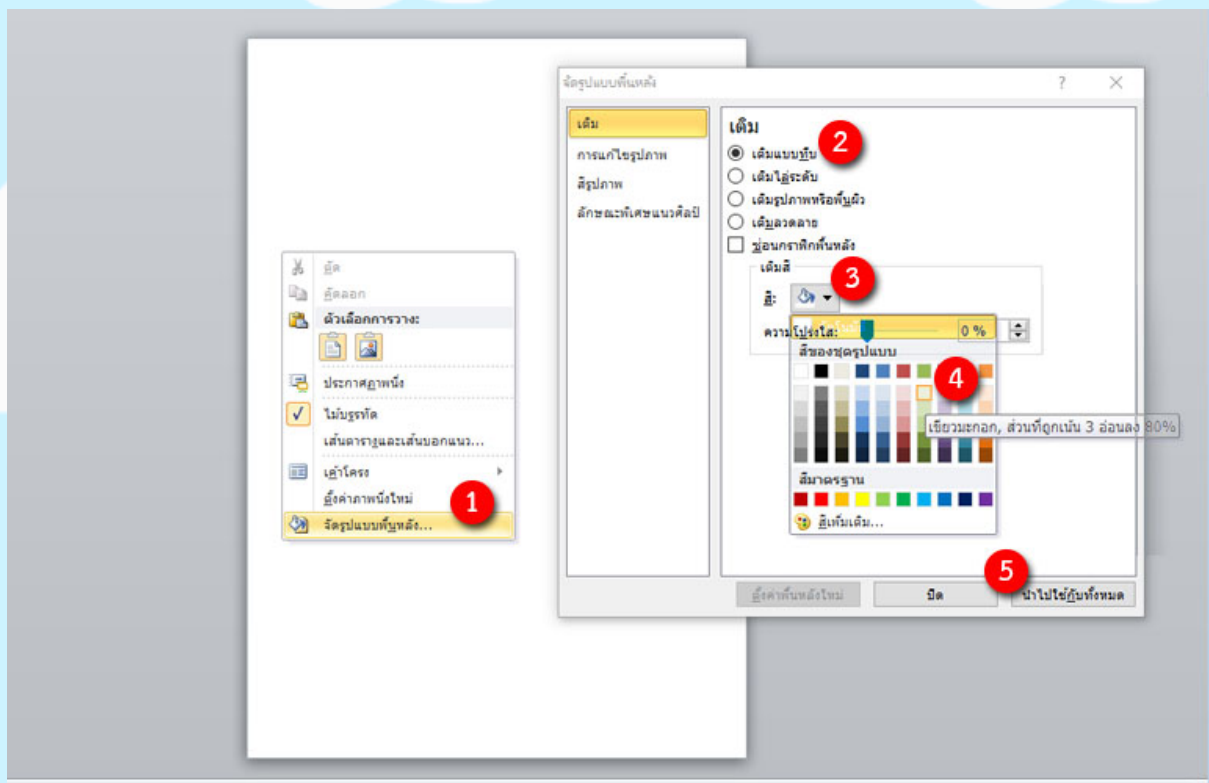 ตัด
คัดลอก
ตัวเลือกการวาง:
ประกาศภาพนิ่ง
ไม้บรรทัด
เส้นตารางและเส้นบอกแนว...
เค้าโครง
ตั้งค่าภาพนิ่งใหม่
1
จัดรูปแบบพื้นหลัง...
จัดรูปแบบพื้นหลัง
?
เติม
การแก้ไขรูปภาพ
สีรูปภาพ
ลักษณะพิเศษแนวศิลป์
เติม
2
เติมแบบทึบ
เติมไล่ระดับ
เติมรูปภาพหรือพื้นผิว
เติมลวดลาย
ซ่อนกราฟิกพื้นหลัง
เติมสี
3
สี:
ความโปร่งใส: 0 %
สีของชุดรูปแบบ
4
เขียวมะกอก, ส่วนที่ถูกเน้น 3 อ่อนลง 80%
สีมาตรฐาน
สีเพิ่มเติม...
5
ตั้งค่าพื้นหลังใหม่ ปิด นำไปใช้กับทั้งหมด